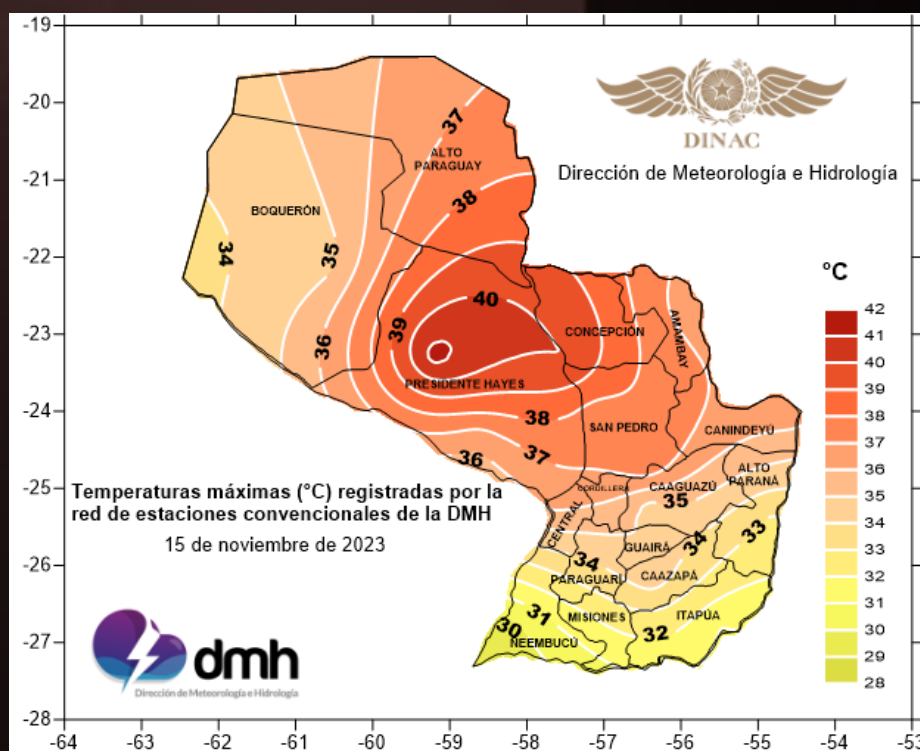 -19
-20
-21
-22
-23
-24
-25
-26
-27
-28
-64
-63
-62
-61
-60
-59
-58
-57
-56
-55
-54
-53
DINAC
Dirección de Meteorología e Hidrología
°C
42
41
40
39
38
37
36
35
34
33
32
31
30
29
28
37
ALTO
PARAGUAY
38
BOQUERÓN
34
35
40
39
36
CONCEPCIÓN
AMAMBAY
PRESIDENTE HAYES
38
SAN PEDRO
CANINDEYÚ
37
36
CORDILLERA
CAAGUAZÚ
35
ALTO
PARANÁ
CENTRAL
33
GUAIRÁ
34
34
PARAGUARÍ
CAAZAPÁ
31
MISIONES
ITAPÚA
30
ÑEEMBUCÚ
32
Temperaturas máximas (°C) registradas por la
red de estaciones convencionales de la DMH
15 de noviembre de 2023
dmh
Dirección de Meteorología e Hidrología